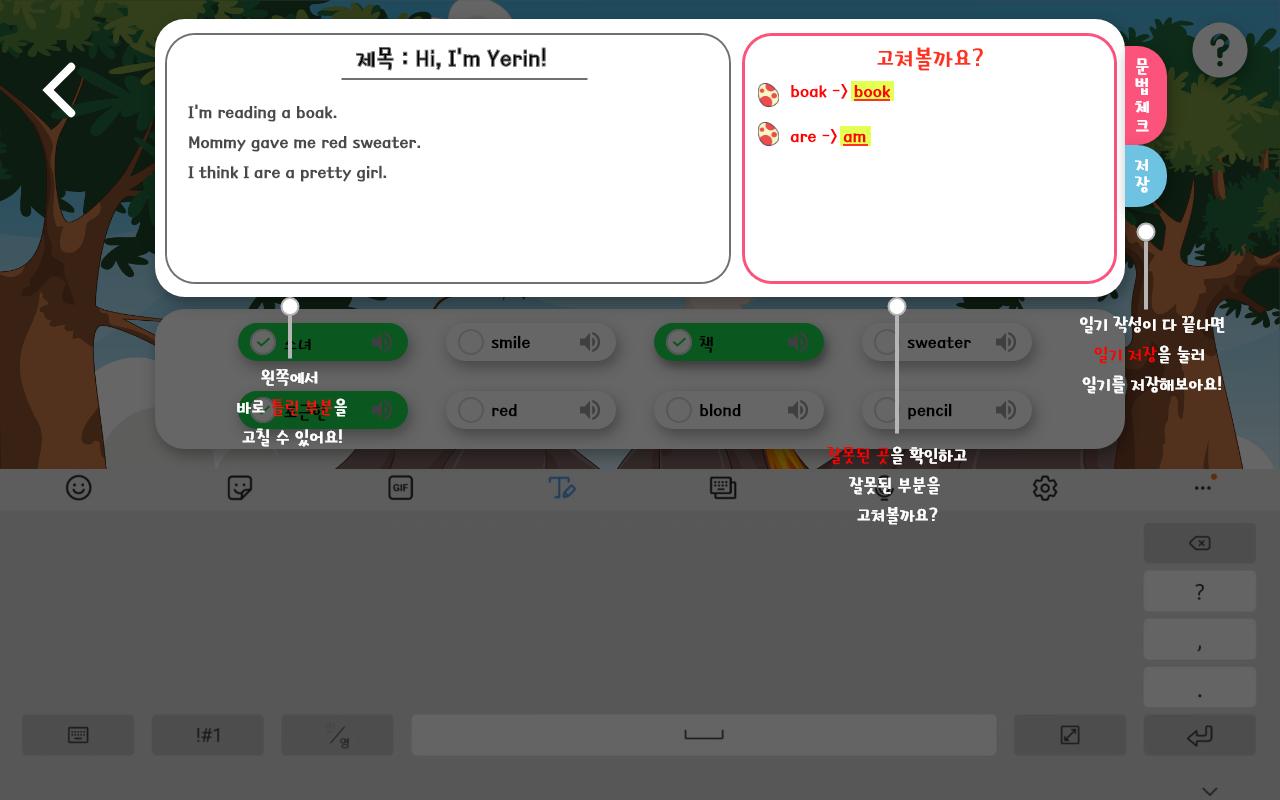 제목 : Hi, I'm Yerin!
I'm reading a boak.
Mommy gave me red sweater.
I think I are a pretty girl.
고쳐볼까요?
boak -> book
are -> am
문법체크
저장
?
소녀
smile
책
sweater
red
blond
pencil
왼쪽에서
바로 틀린 부분을
고칠 수 있어요!
잘못된 곳을 확인하고
잘못된 부분을
고쳐볼까요?
일기 작성이 다 끝나면
일기 저장을 눌러
일기를 저장해보아요!
GIF
?
,
.
!#1
한/영